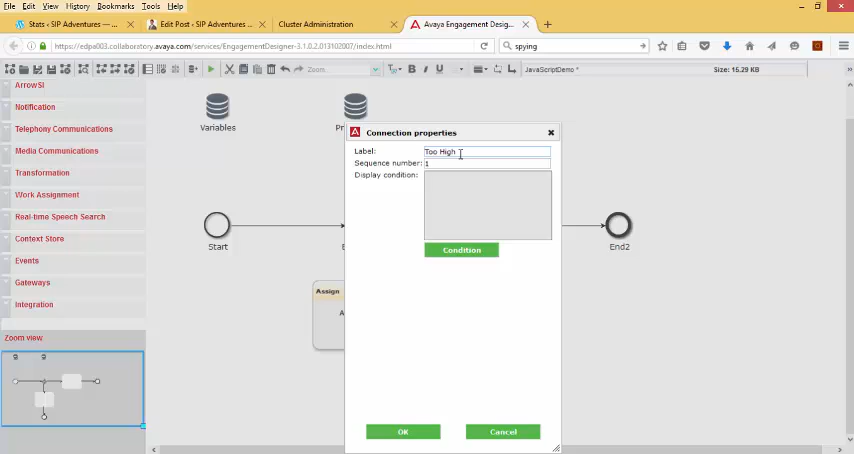 File Edit View History Bookmarks Tools Help
Stats ‹ SIP Adventures — ...
Edit Post ‹ SIP Adventures ...
Cluster Administration
Avaya Engagement Desig...
https://edpa003.collaboratory.avaya.com/services/EngagementDesigner-3.1.0.2.013102007/index.html
spying
Zoom...
JavaScriptDemo *
Size: 15.29 KB
ArrowSI
Notification
Telephony Communications
Media Communications
Transformation
Work Assignment
Real-time Speech Search
Context Store
Events
Gateways
Integration
Zoom view
Variables
Pr
Start
E
Assign
A
End2
Connection properties
Label: Too High
Sequence number: 1
Display condition:
Condition
OK
Cancel